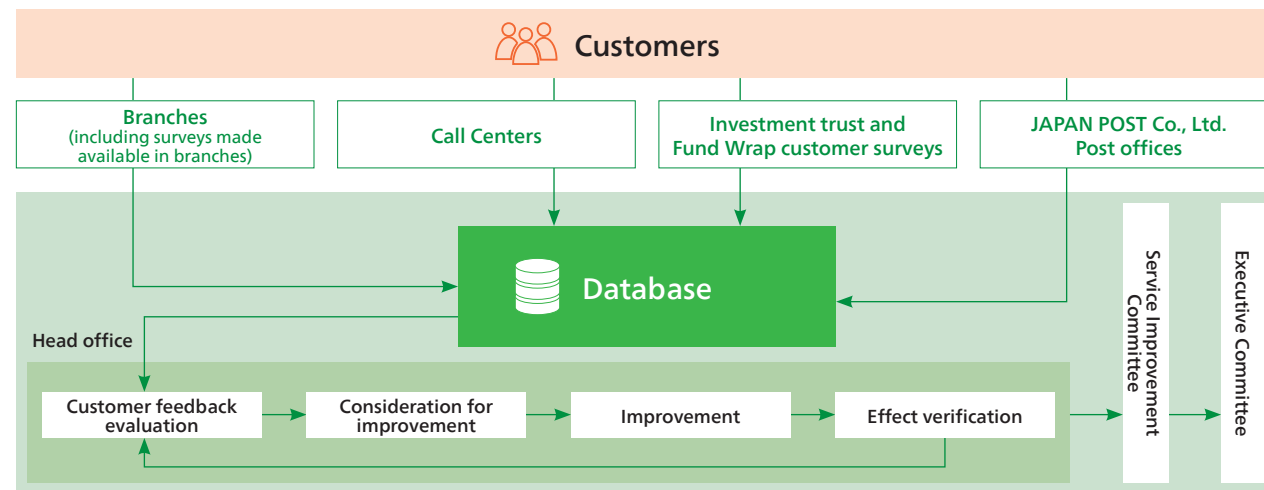 Customers
Branches
(including surveys made
available in branches)
Call Centers
Investment trust and
Fund Wrap customer surveys
JAPAN POST Co., Ltd.
Post offices
Database
Head office
Customer feedback
evaluation
Consideration for
improvement
Improvement
Effect verification
Service Improvement
Committee
Executive Committee